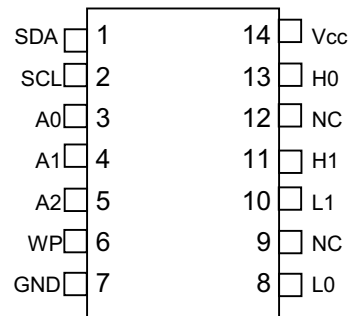 SDA 1 14 Vcc
SCL 2 13 H0
A0 3 12 NC
A1 4 11 H1
A2 5 10 L1
WP 6 9 NC
GND 7 8 L0